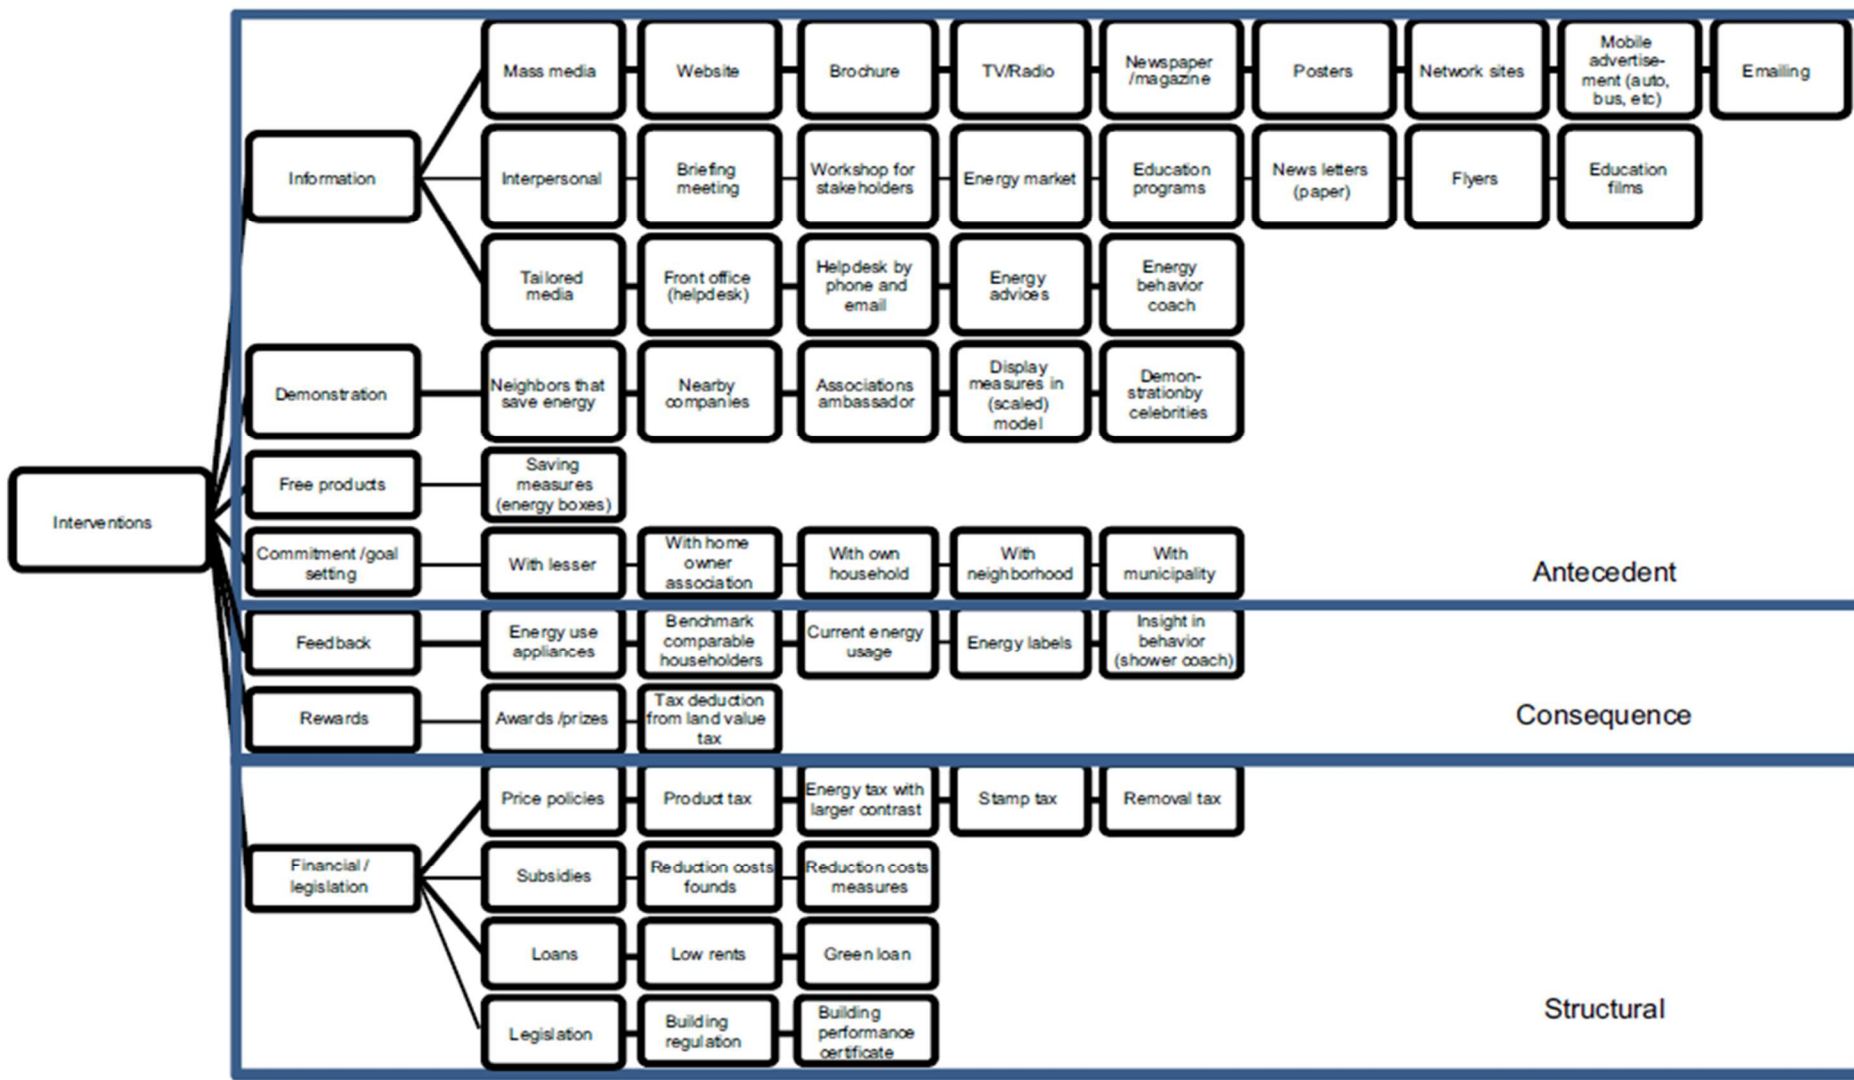 Mass media
Website
Brochure
TV/Radio
Newspaper
/magazine
Posters
Network sites
Mobile
advertise-
ment (auto,
bus, etc)
Emailing
Information
Interpersonal
Briefing
meeting
Workshop for
stakeholders
Energy market
Education
programs
News letters
(paper)
Flyers
Education
films
Tailored
media
Front office
(helpdesk)
Helpdesk by
phone and
email
Energy
advices
Energy
behavior
coach
Demonstration
Neighbors that
save energy
Nearby
companies
Associations
ambassador
Display
measures in
(scaled)
model
Demon-
strationby
celebrities
Interventions
Free products
Saving
measures
(energy boxes)
Commitment /goal
setting
With lesser
With home
owner
association
With own
household
With
neighborhood
With
municipality
Antecedent
Feedback
Energy use
appliances
Benchmark
comparable
householders
Current energy
usage
Energy labels
Insight in
behavior
(shower coach)
Rewards
Awards /prizes
Tax deduction
from land value
tax
Consequence
Financial /
legislation
Price policies
Product tax
Energy tax with
larger contrast
Stamp tax
Removal tax
Subsidies
Reduction costs
founds
Reduction costs
measures
Loans
Low rents
Green loan
Legislation
Building
regulation
Building
performance
certificate
Structural